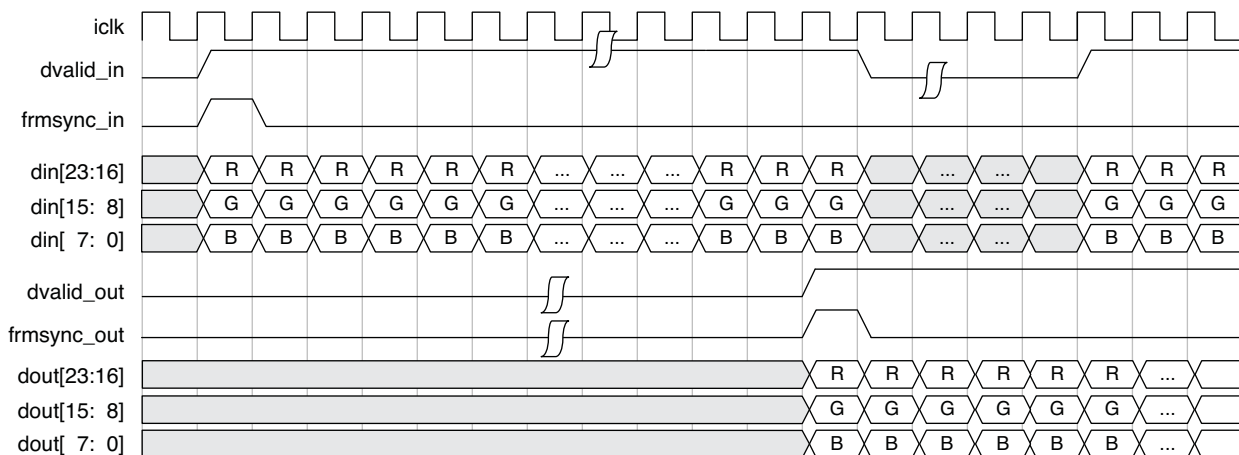 iclk
dvalid_in
frmsync_in
din[23:16] R R R R R R ... ... ... R R R ... ... R R R
din[15: 8] G G G G G G ... ... ... G G G ... ... G G G
din[ 7: 0] B B B B B B ... ... ... B B B ... ... B B B
dvalid_out
frmsync_out
dout[23:16] R R R R R R ...
dout[15: 8] G G G G G G ...
dout[ 7: 0] B B B B B B ...